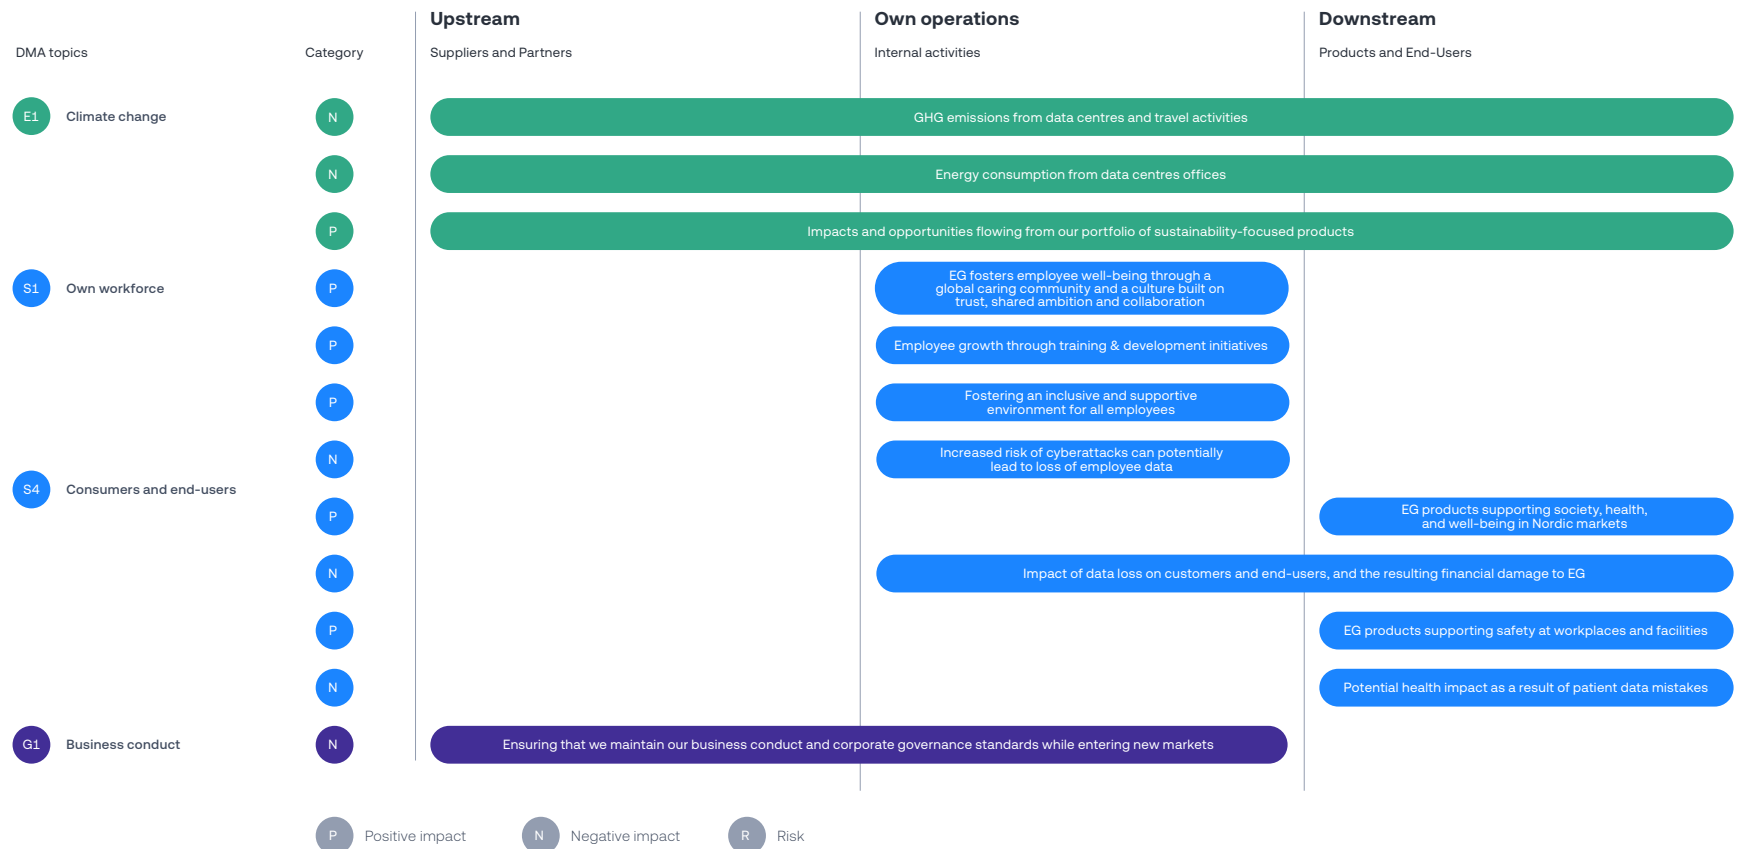 Upstream
Own operations
Downstream
DMA topics
Category
Suppliers and Partners
Internal activities
Products and End-Users
E1
Climate change
N
GHG emissions from data centres and travel activities
N
Energy consumption from data centres offices
P
Impacts and opportunities flowing from our portfolio of sustainability-focused products
S1
Own workforce
P
EG fosters employee well-being through a
global caring community and a culture built on
trust, shared ambition and collaboration
P
Employee growth through training & development initiatives
P
Fostering an inclusive and supportive
environment for all employees
N
Increased risk of cyberattacks can potentially
lead to loss of employee data
S4
Consumers and end-users
P
EG products supporting society, health,
and well-being in Nordic markets
N
Impact of data loss on customers and end-users, and the resulting financial damage to EG
P
EG products supporting safety at workplaces and facilities
N
Potential health impact as a result of patient data mistakes
G1
Business conduct
N
Ensuring that we maintain our business conduct and corporate governance standards while entering new markets
P
Positive impact
N
Negative impact
R
Risk